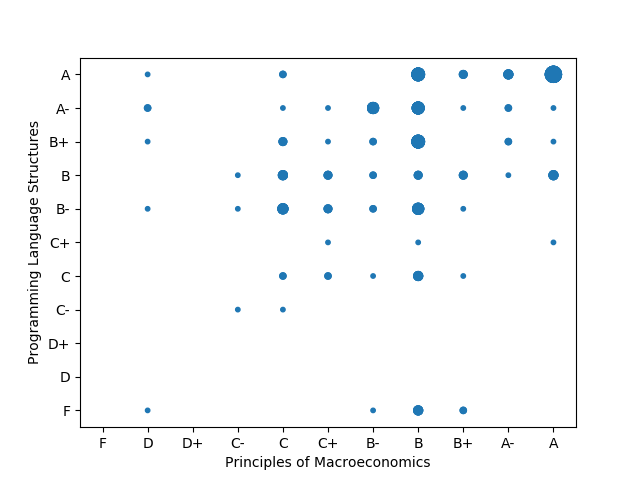 A
A-
B+
B
B-
C+
C
C-
D+
D
F
Programming Language Structures
F D D+ C- C C+ B- B B+ A- A
Principles of Macroeconomics